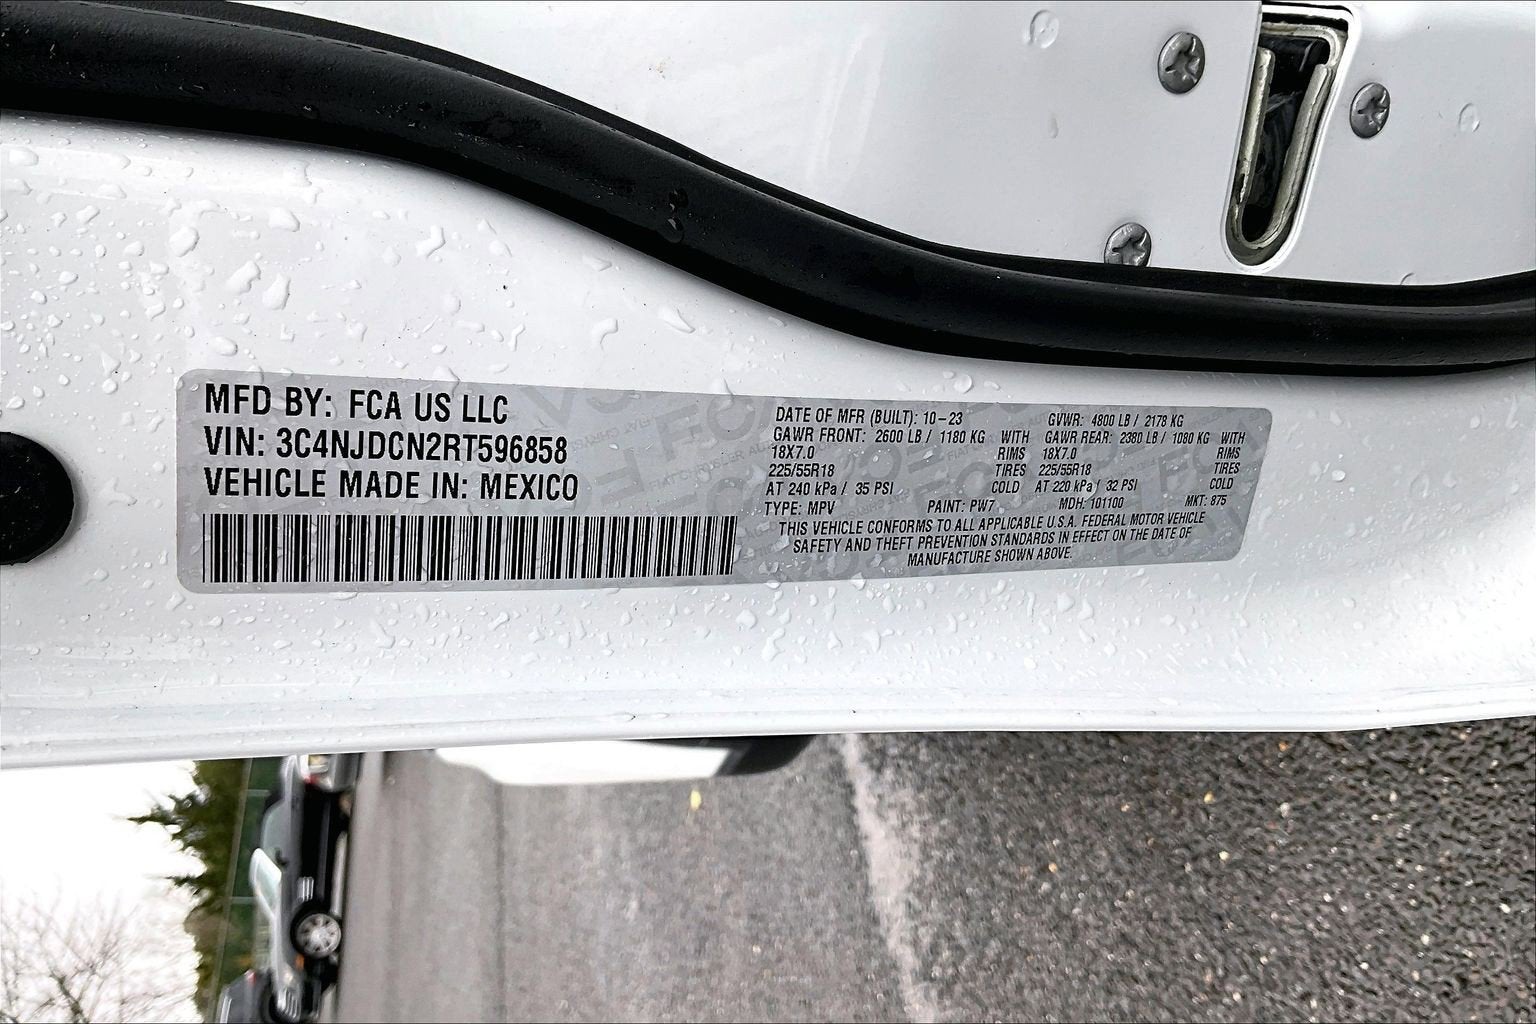 MFD BY: FCA US LLC
VIN: 3C4NJDCN2RT596858
VEHICLE MADE IN: MEXICO
DATE OF MFR (BUILT): 10-23 GVWR: 4800 LB / 2178 KG
GAWR FRONT: 2600 LB / 1180 KG WITH GAWR REAR: 2380 LB / 1080 KG WITH
18X7.0 RIMS 18X7.0 RIMS
225/55R18 TIRES 225/55R18 TIRES
AT 240 kPa / 35 PSI COLD AT 220 kPa / 32 PSI COLD
TYPE: MPV PAINT: PW7 MDH: 101100 MKT: 875
THIS VEHICLE CONFORMS TO ALL APPLICABLE U.S.A. FEDERAL MOTOR VEHICLE
SAFETY AND THEFT PREVENTION STANDARDS IN EFFECT ON THE DATE OF
MANUFACTURE SHOWN ABOVE.